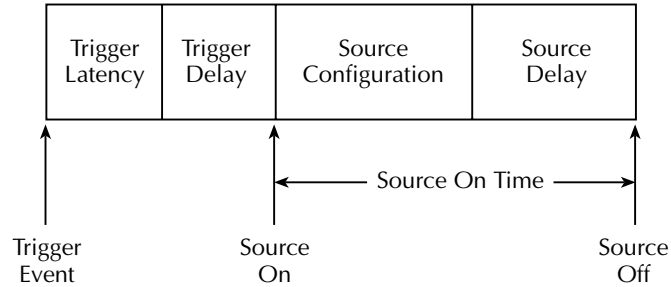 Trigger
Latency
Trigger
Delay
Source
Configuration
Source
Delay
Source On Time
Trigger
Event
Source
On
Source
Off